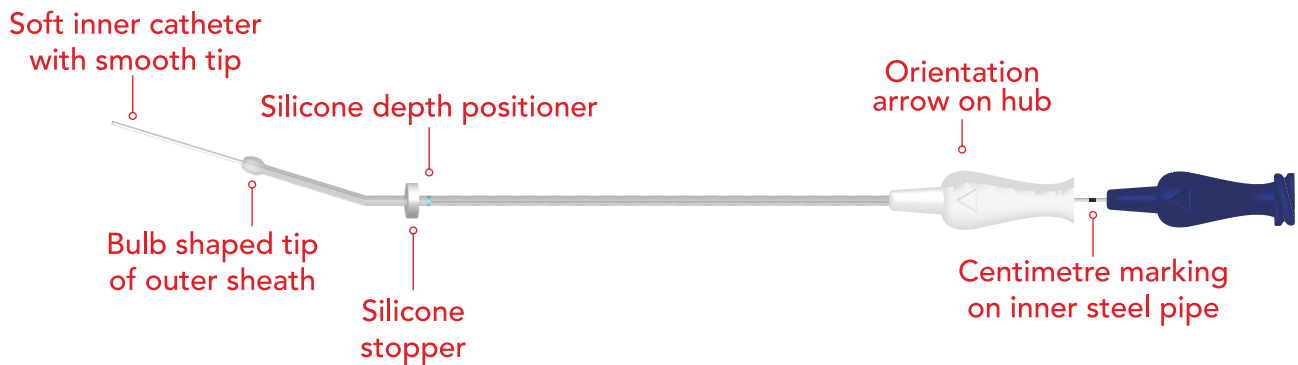 Soft inner catheter
with smooth tip
Silicone depth positioner
Orientation
arrow on hub
Bulb shaped tip
of outer sheath
Silicone
stopper
Centimetre marking
on inner steel pipe